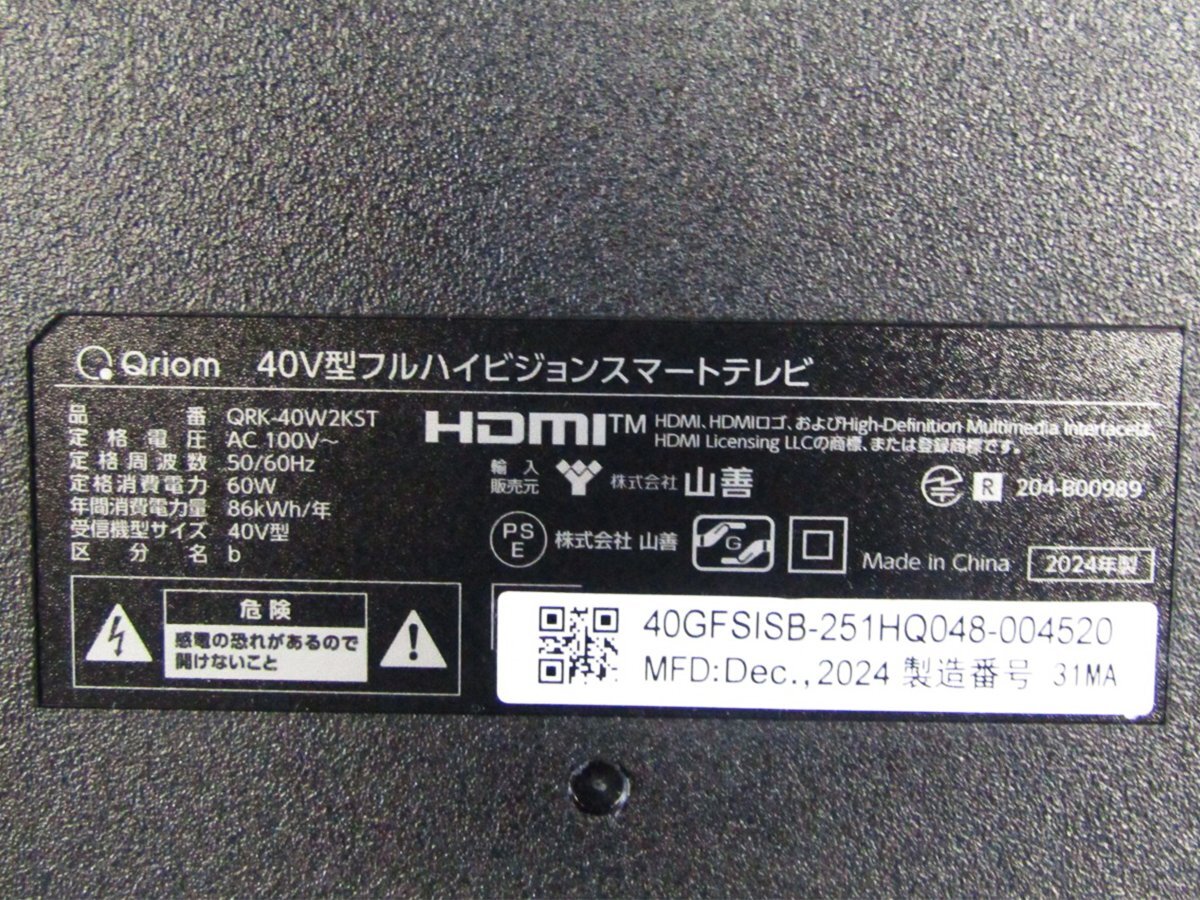 Qriom 40V型フルハイビジョンスマートテレビ
品番 QRK-40W2KST
定格電圧 AC 100V~
定格周波数 50/60Hz
定格消費電力 60W
年間消費電力量 86kWh/年
受信機型サイズ 40V型
区分名 b
HDMI™ HDMI、HDMIロゴ、およびHigh-Definition Multimedia Interfaceは、
HDMI Licensing LLCの商標、または登録商標です。
輸入
販売元 株式会社 山善
R 204-B00989
PS
E 株式会社 山善
G
Made in China 2024年製
危険
感電の恐れがあるので
開けないこと
40GFSISB-251HQ048-004520
MFD:Dec.,2024 製造番号 31MA